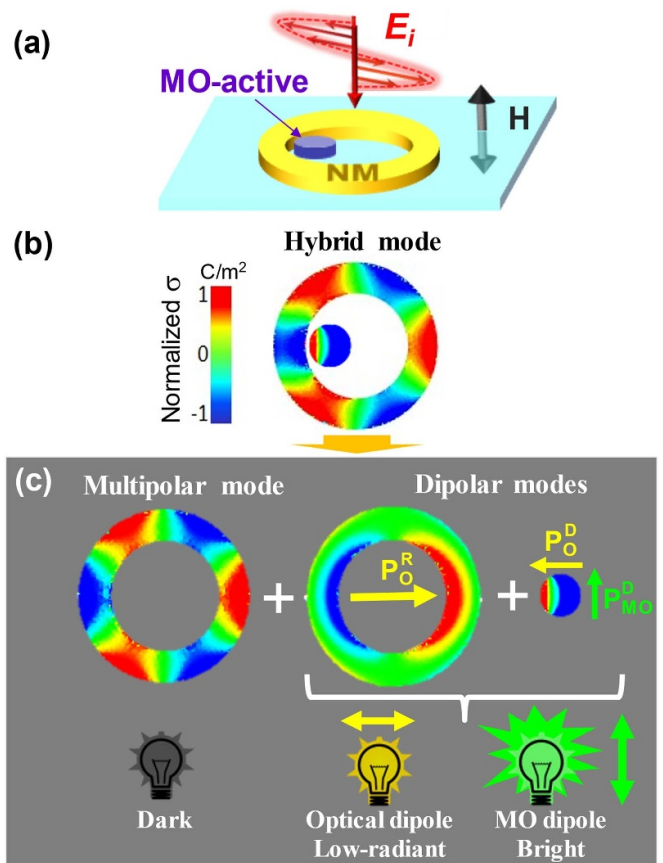 (a)
E_i
MO-active
H
NM
(b)
Hybrid mode
C/m²
Normalized σ
1
0
-1
(c)
Multipolar mode
Dipolar modes
P_O^R
+
+
P_O^D
P_MO^D
Dark
Optical dipole
Low-radiant
MO dipole
Bright